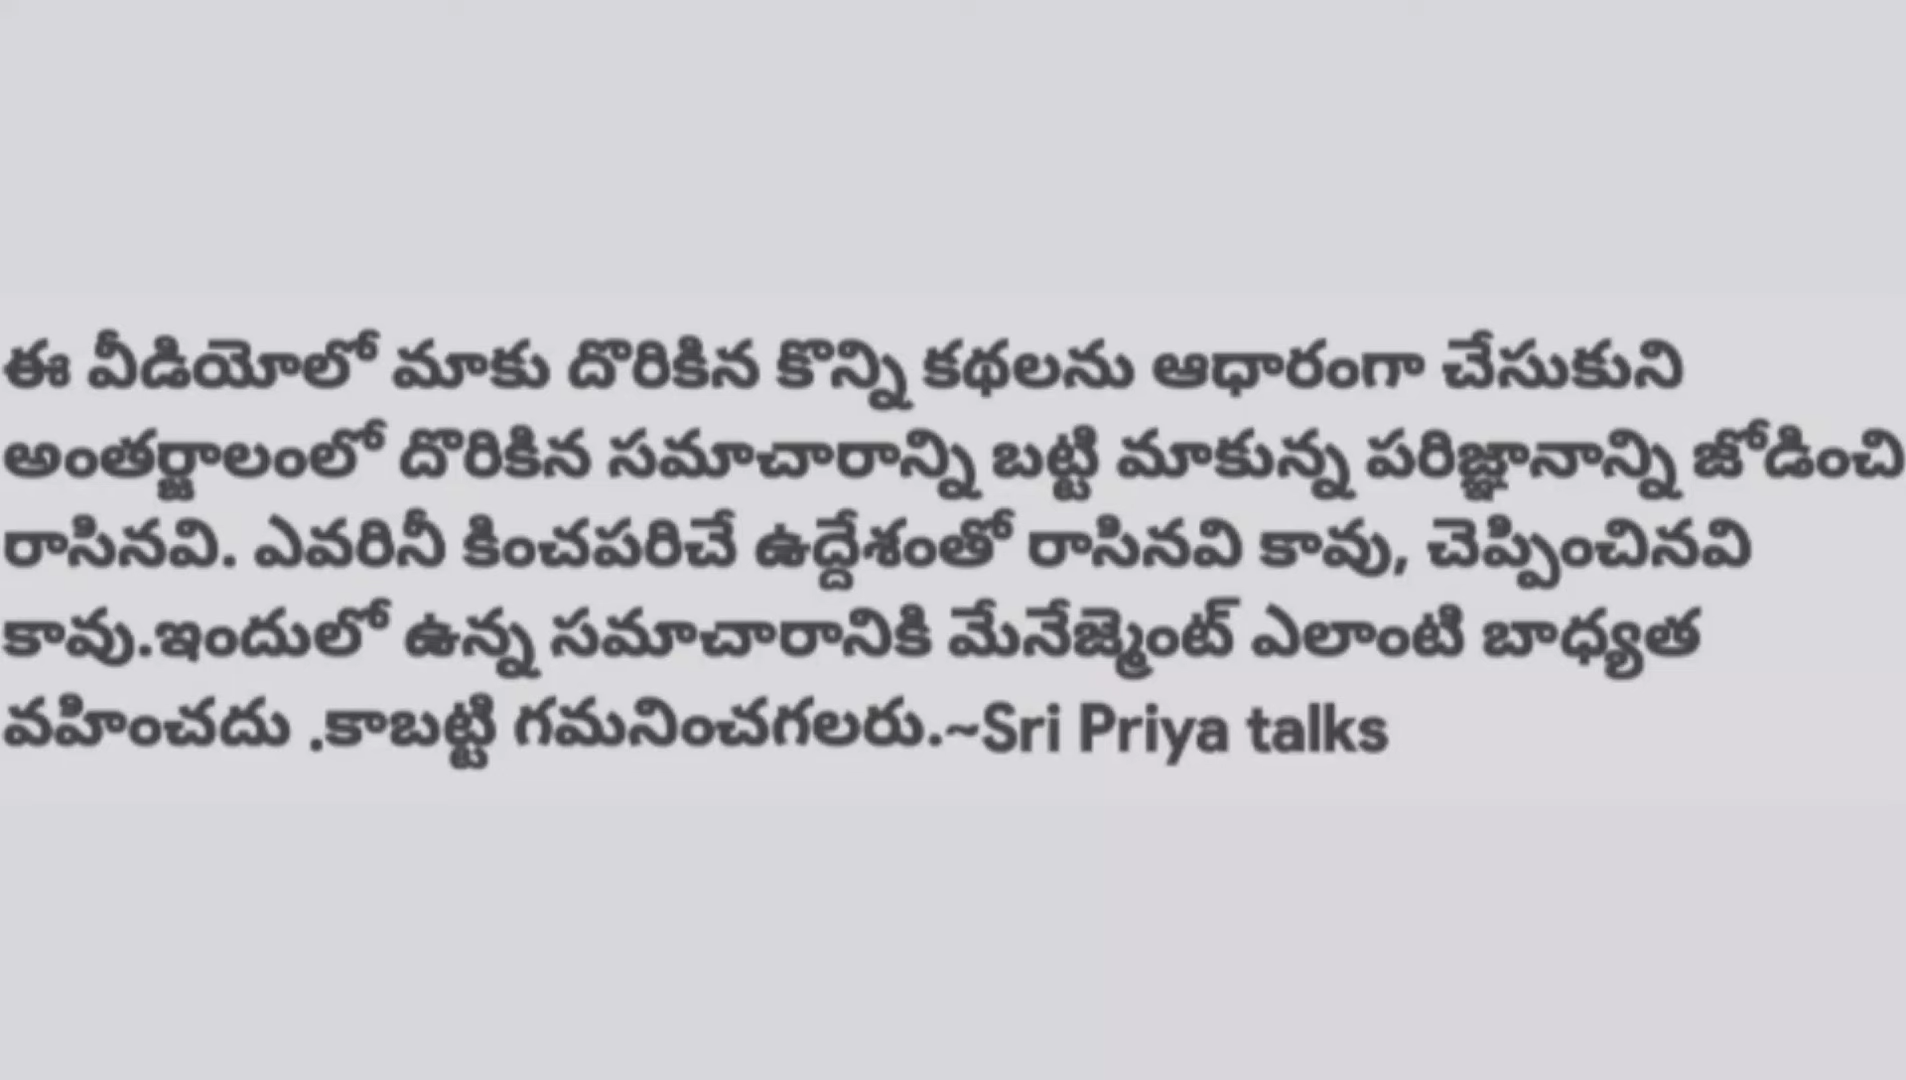 ఈ వీడియోలో మాకు దొరికిన కొన్ని కథలను ఆధారంగా చేసుకుని
అంతర్జాలంలో దొరికిన సమాచారాన్ని బట్టి మాకున్న పరిజ్ఞానాన్ని జోడించి
రాసినవి. ఎవరినీ కించపరిచే ఉద్దేశంతో రాసినవి కావు, చెప్పించినవి
కావు.ఇందులో ఉన్న సమాచారానికి మేనేజ్మెంట్ ఎలాంటి బాధ్యత
వహించదు .కాబట్టి గమనించగలరు.~Sri Priya talks